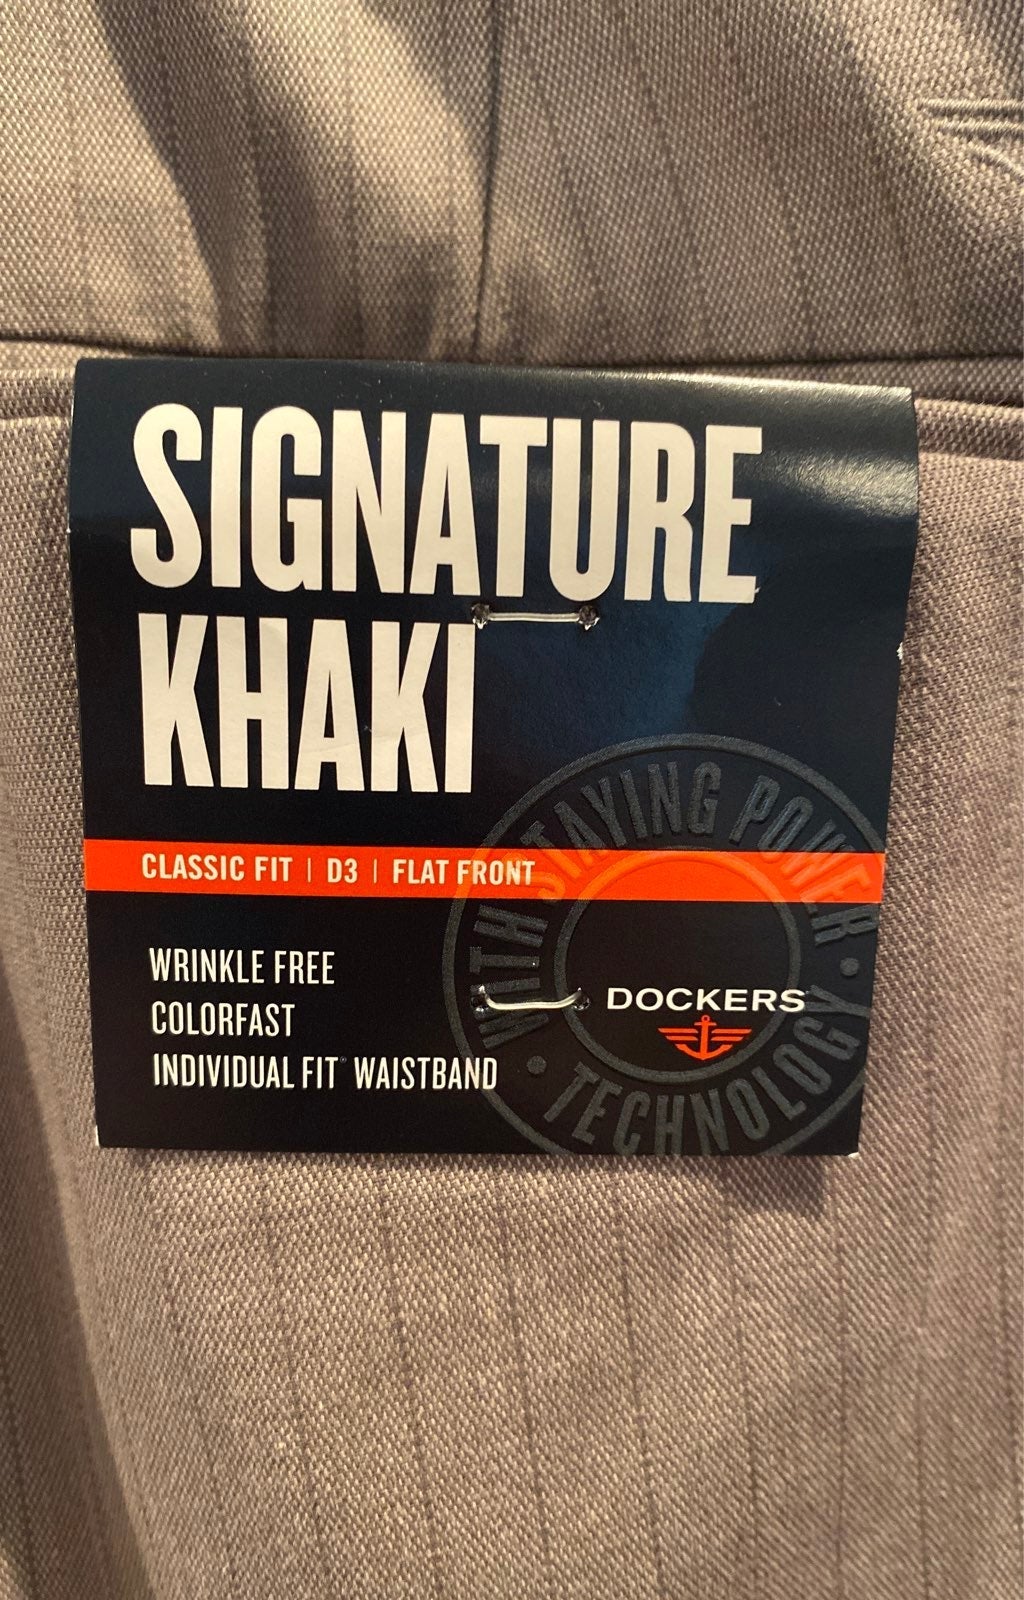 SIGNATURE
KHAKI
WITH STAYING POWER • TECHNOLOGY •
CLASSIC FIT | D3 | FLAT FRONT
WRINKLE FREE
COLORFAST
INDIVIDUAL FIT® WAISTBAND
DOCKERS